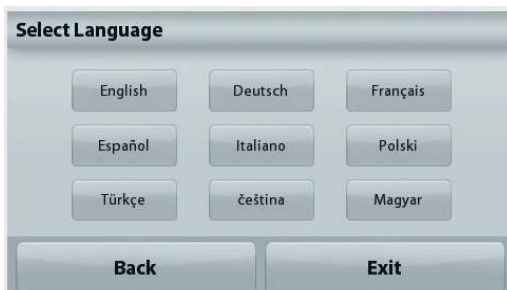 Select Language
English Deutsch Français
Español Italiano Polski
Türkçe čeština Magyar
Back Exit